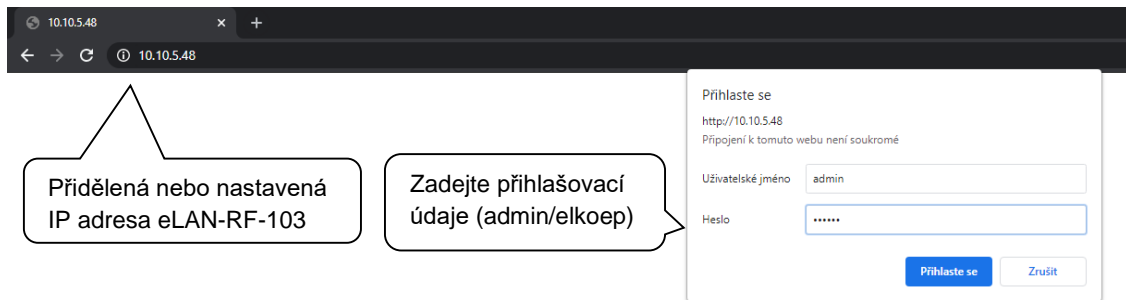 10.10.5.48
10.10.5.48
Přihlaste se
http://10.10.5.48
Připojení k tomuto webu není soukromé
Uživatelské jméno admin
Heslo ••••••
Přihlaste se Zrušit
Přidělená nebo nastavená
IP adresa eLAN-RF-103
Zadejte přihlašovací
údaje (admin/elkoep)